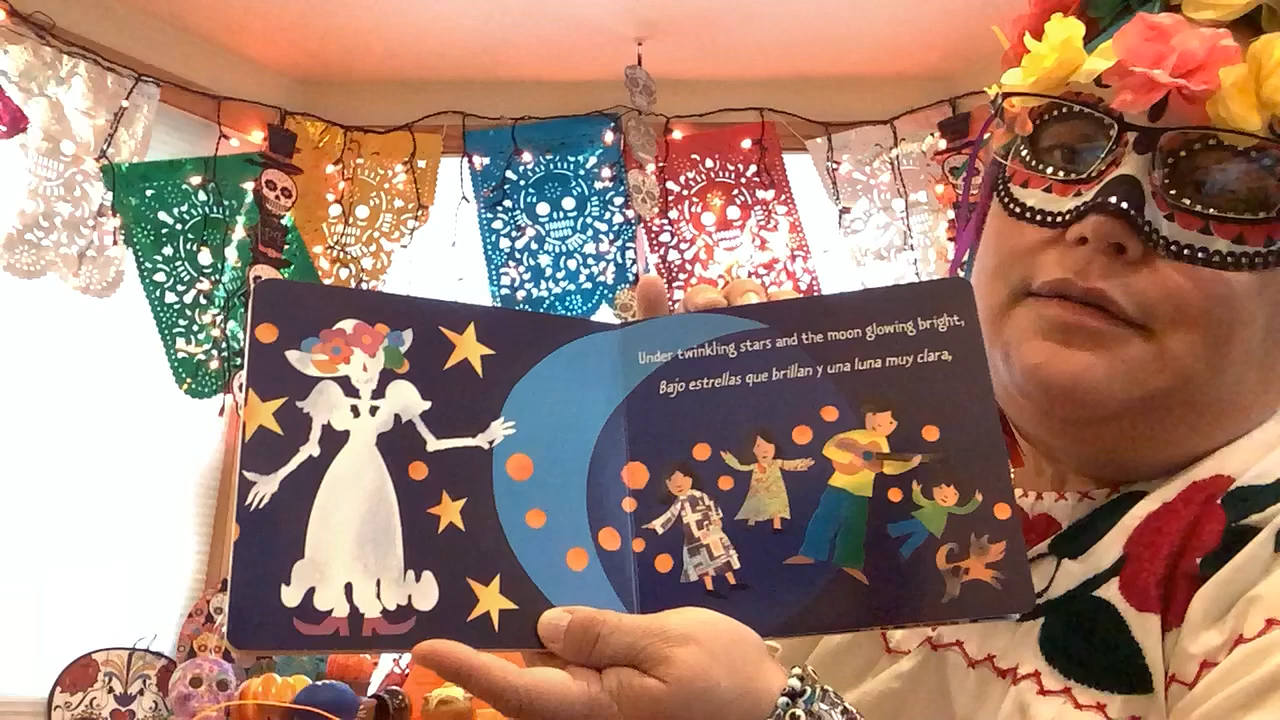 Under twinkling stars and the moon glowing bright,
Bajo estrellas que brillan y una luna muy clara,